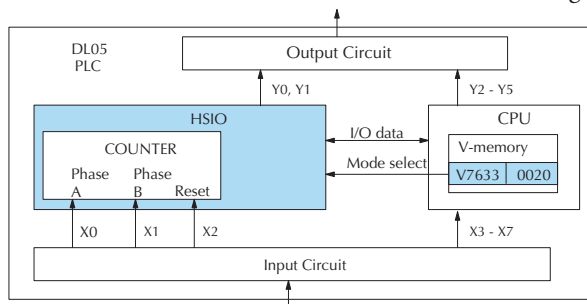 DL05
PLC
Output Circuit
Y0, Y1
Y2 - Y5
HSIO
CPU
I/O data
COUNTER
V-memory
Mode select
Phase
A
Phase
B
Reset
V7633
0020
X0
X1
X2
X3 - X7
Input Circuit